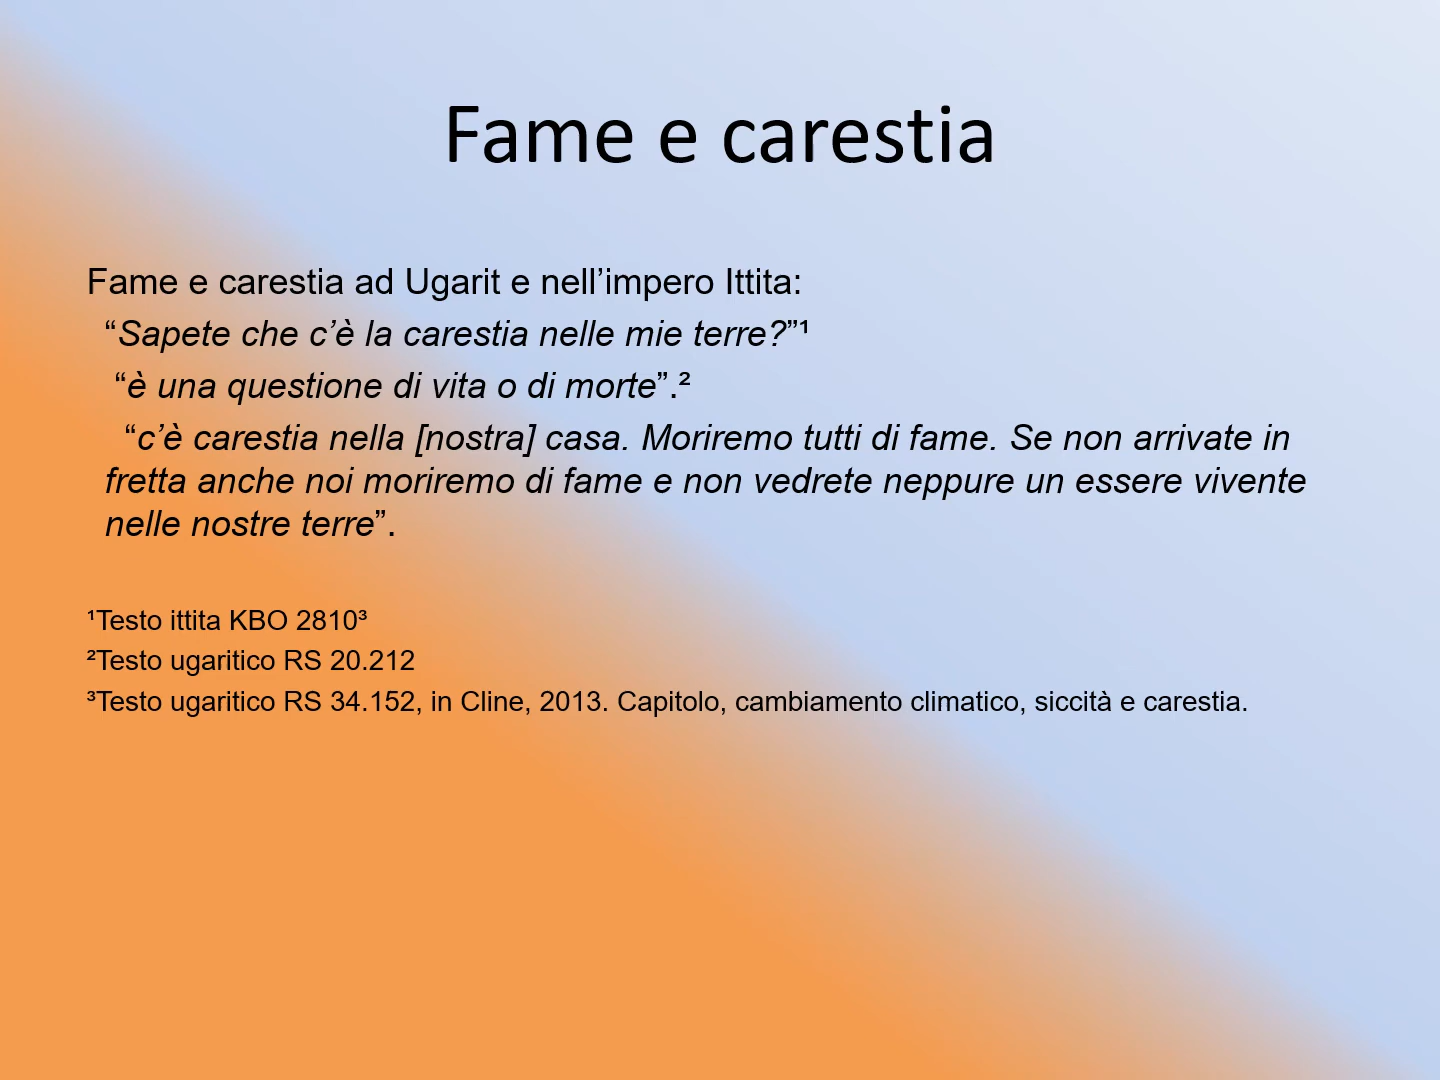 Fame e carestia
Fame e carestia ad Ugarit e nell’impero Ittita:
“Sapete che c’è la carestia nelle mie terre?”¹
“è una questione di vita o di morte”.²
“c’è carestia nella [nostra] casa. Moriremo tutti di fame. Se non arrivate in
fretta anche noi moriremo di fame e non vedrete neppure un essere vivente
nelle nostre terre”.
¹Testo ittita KBO 2810³
²Testo ugaritico RS 20.212
³Testo ugaritico RS 34.152, in Cline, 2013. Capitolo, cambiamento climatico, siccità e carestia.